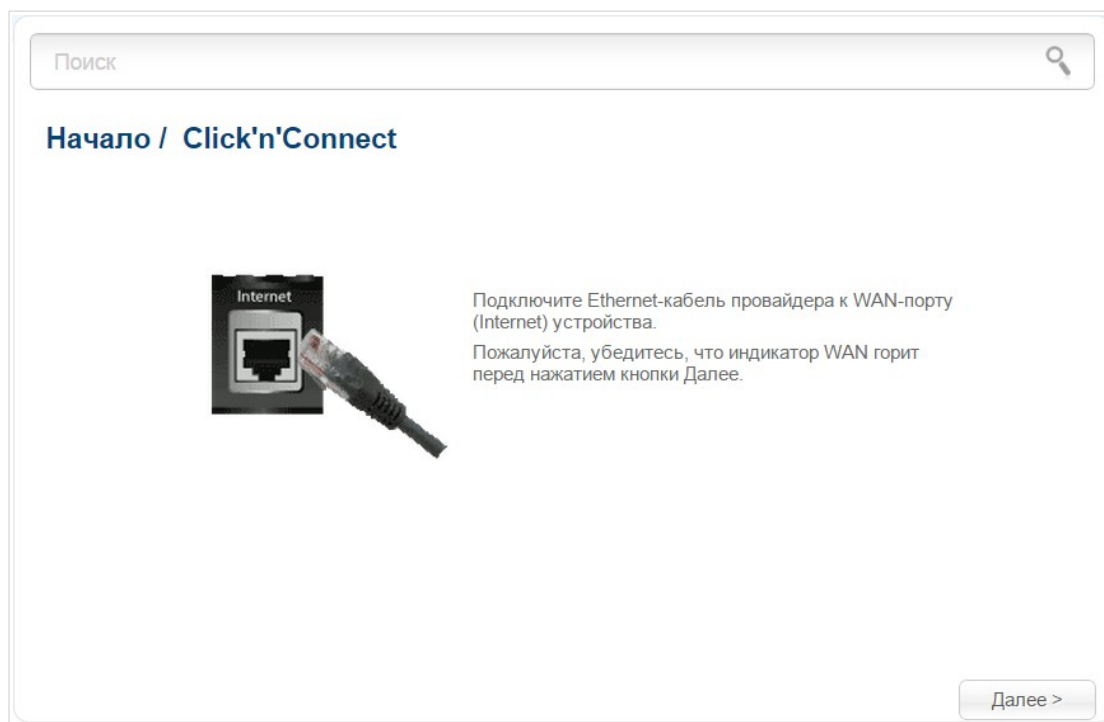 Поиск
Начало / Click'n'Connect
Internet
Подключите Ethernet-кабель провайдера к WAN-порту
(Internet) устройства.
Пожалуйста, убедитесь, что индикатор WAN горит
перед нажатием кнопки Далее.
Далее >